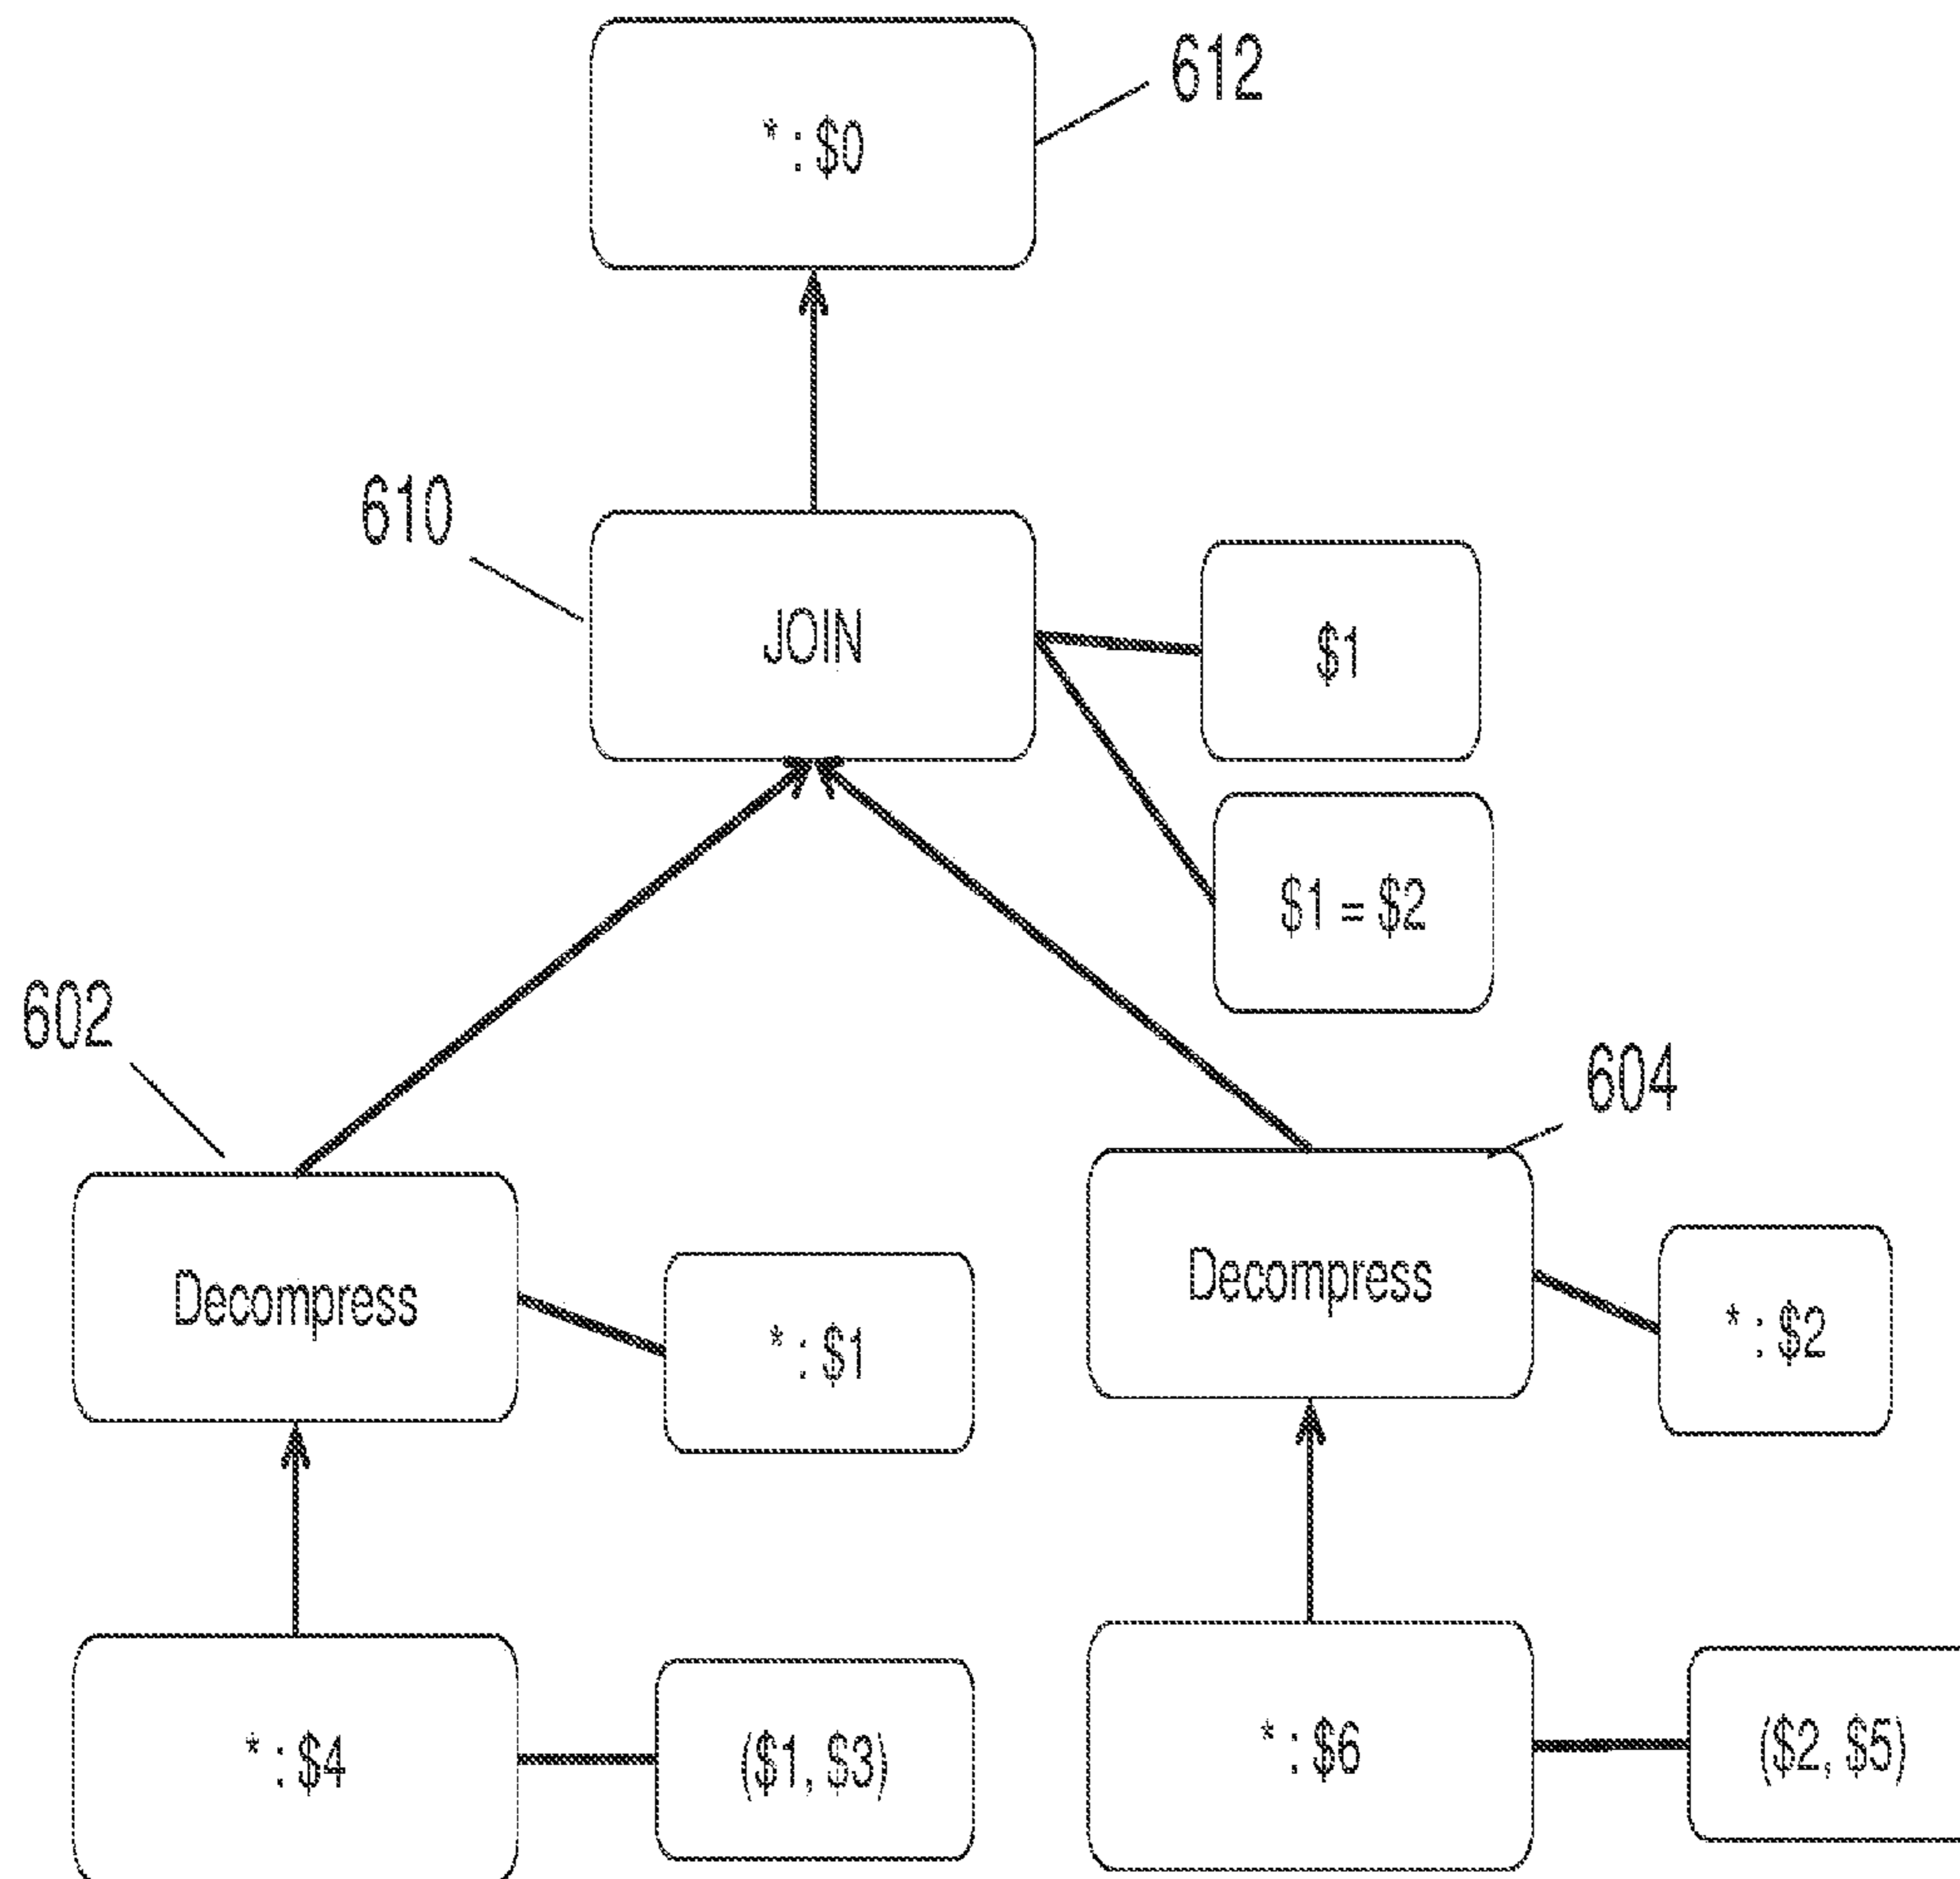 612
* : $0
610
JOIN
$1
$1 = $2
602
604
Decompress
* : $1
Decompress
* : $2
* : $4
($1, $3)
* : $6
($2, $5)